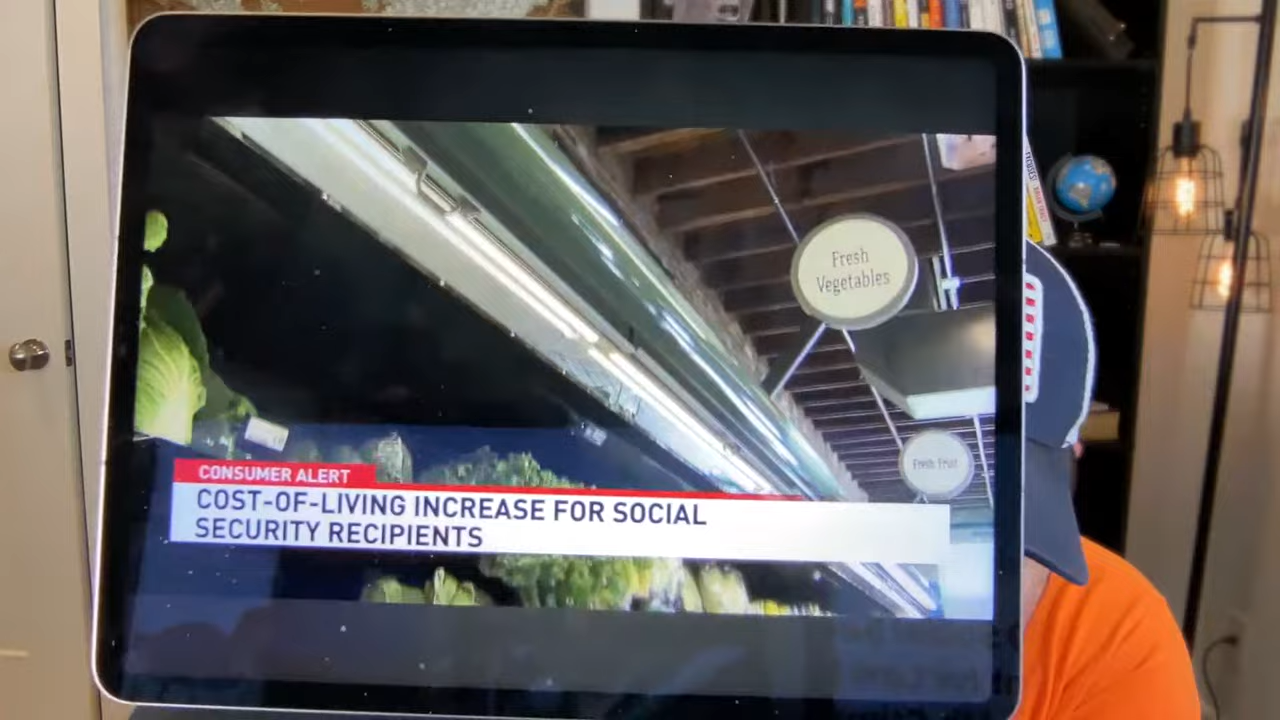 Fresh
Vegetables
Fresh Fruit
CONSUMER ALERT
COST-OF-LIVING INCREASE FOR SOCIAL
SECURITY RECIPIENTS